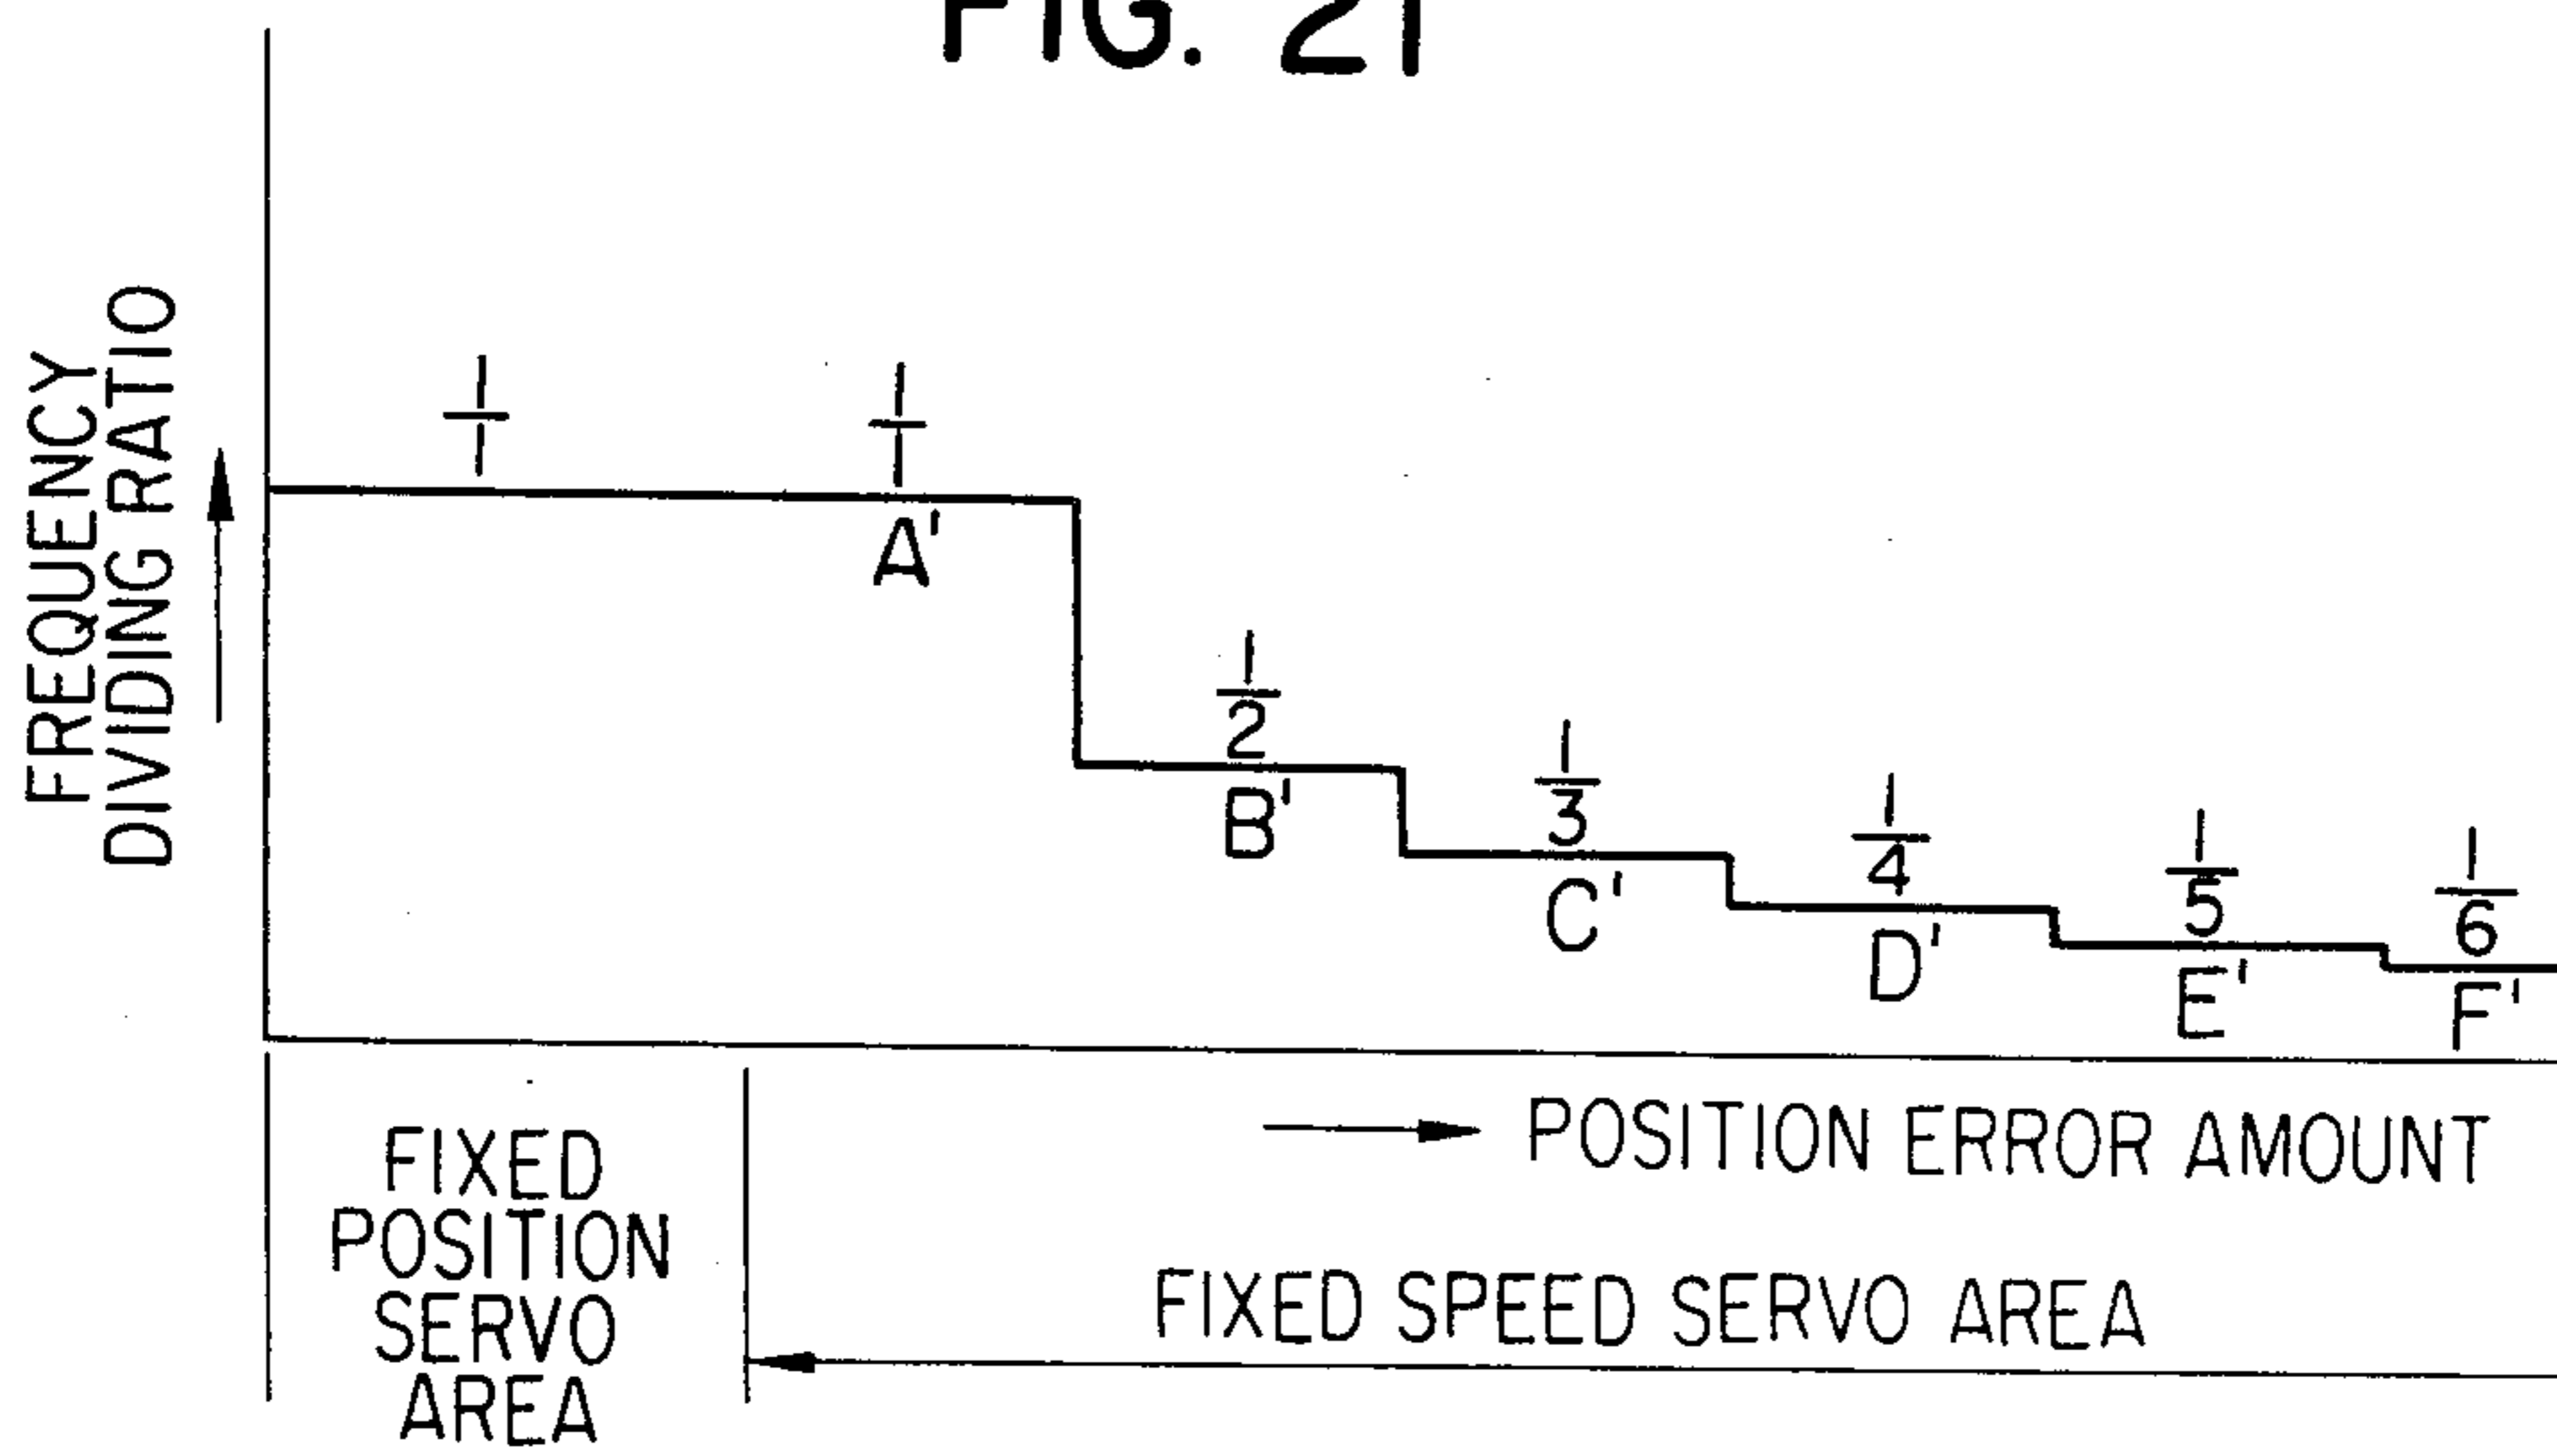 FIG. 21
FREQUENCY
DIVIDING RATIO
1/1
1/1
A'
1/2
B'
1/3
C'
1/4
D'
1/5
E'
1/6
F'
POSITION ERROR AMOUNT
FIXED
POSITION
SERVO
AREA
FIXED SPEED SERVO AREA